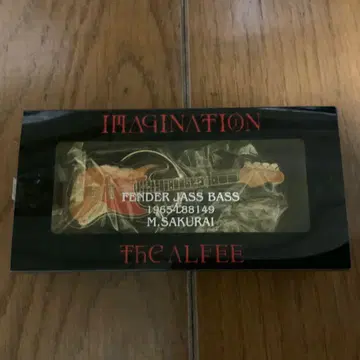 IMAGINATION
FENDER JASS BASS
1965-L88149
M.SAKURAI
THE ALFEE